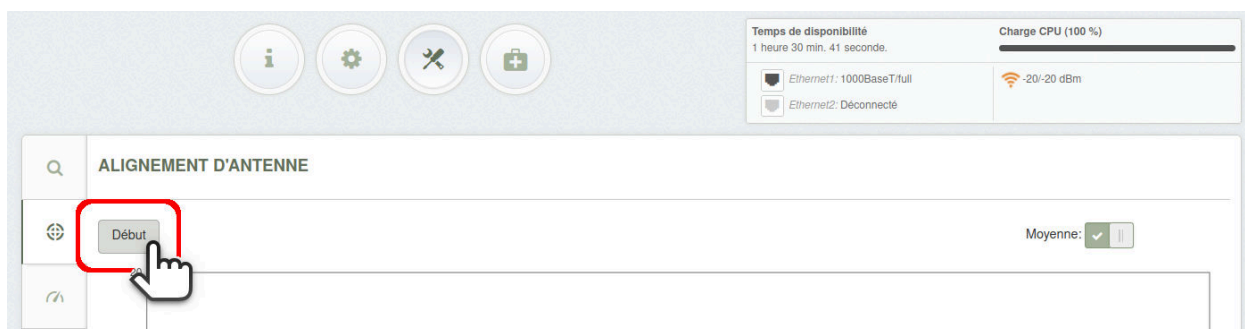 Temps de disponibilité
1 heure 30 min. 41 seconde.
Charge CPU (100 %)
Ethernet1: 1000BaseT/full
-20/-20 dBm
Ethernet2: Déconnecté
ALIGNEMENT D'ANTENNE
Début
Moyenne: